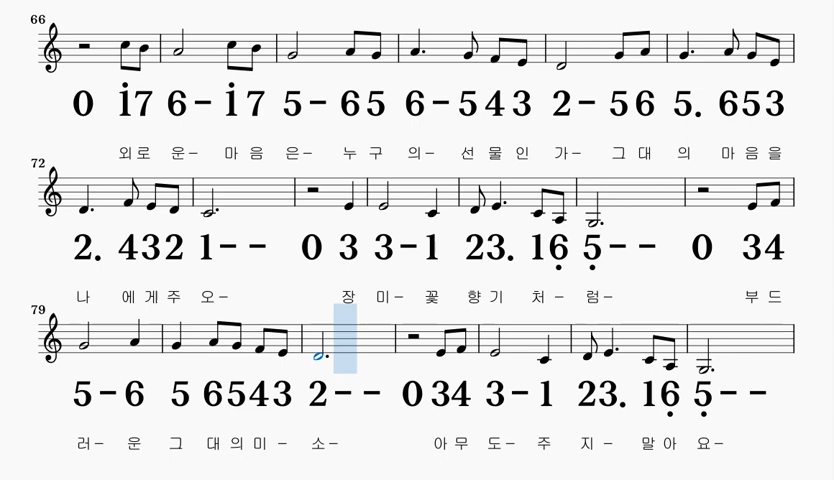 66
0 i7 6- i7 5- 65 6-543 2- 56 5. 653
외로 운- 마음 은- 누구 의- 선물인 가- 그대 의 마음을
72
2. 432 1-- 0 3 3-1 23. 16̣ 5̣-- 0 34
나 에게주 오- 장 미- 꽃 향기 처- 럼- 부드
79
5-6 5 6543 2-- 034 3-1 23. 16̣ 5̣--
러- 운 그 대의미- 소- 아무 도- 주 지- 말아 요-